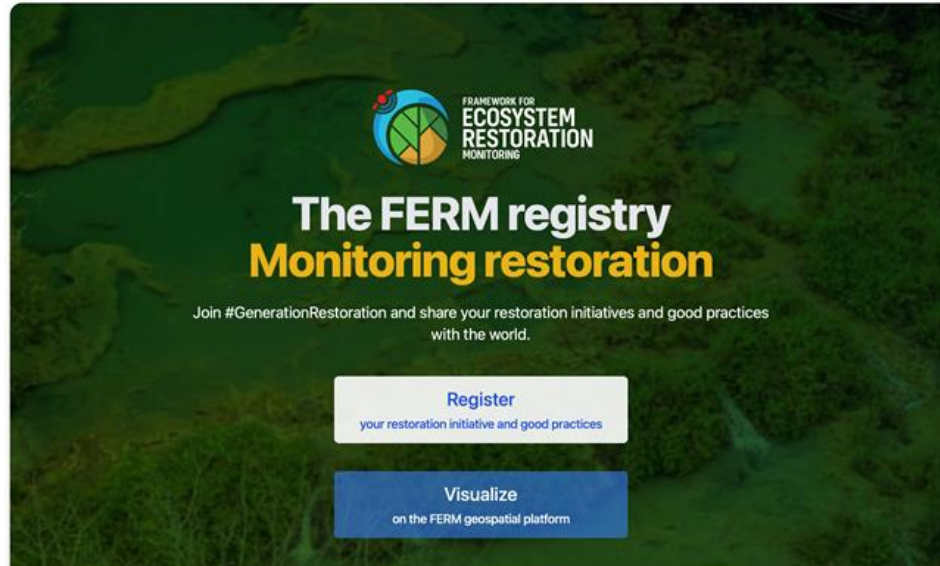 FRAMEWORK FOR
ECOSYSTEM
RESTORATION
MONITORING
The FERM registry
Monitoring restoration
Join #GenerationRestoration and share your restoration initiatives and good practices
with the world.
Register
your restoration initiative and good practices
Visualize
on the FERM geospatial platform